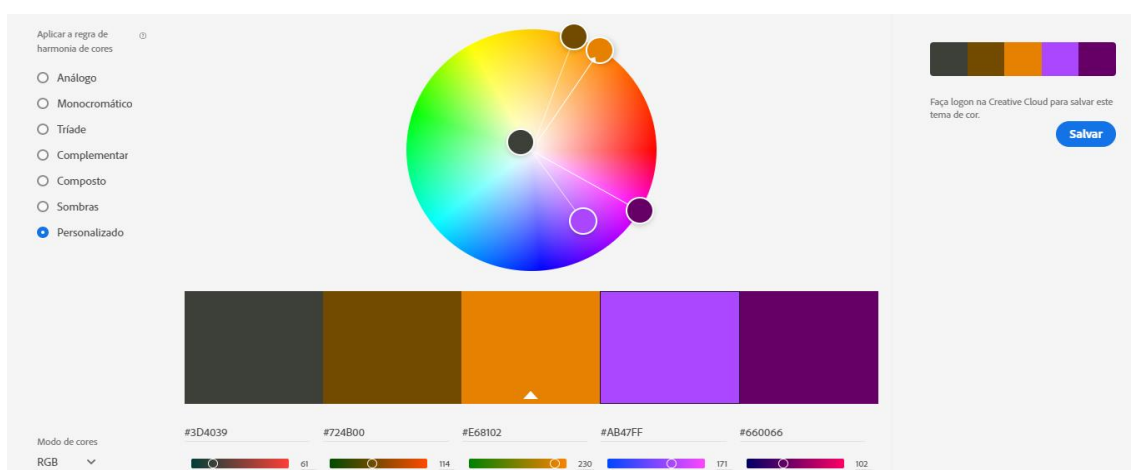 Aplicar a regra de
harmonia de cores
Análogo
Monocromático
Tríade
Complementar
Composto
Sombras
Personalizado
Faça logon na Creative Cloud para salvar este
tema de cor.
Salvar
#3D4039 #724B00 #E68102 #AB47FF #660066
Modo de cores
RGB
61 114 230 171 102